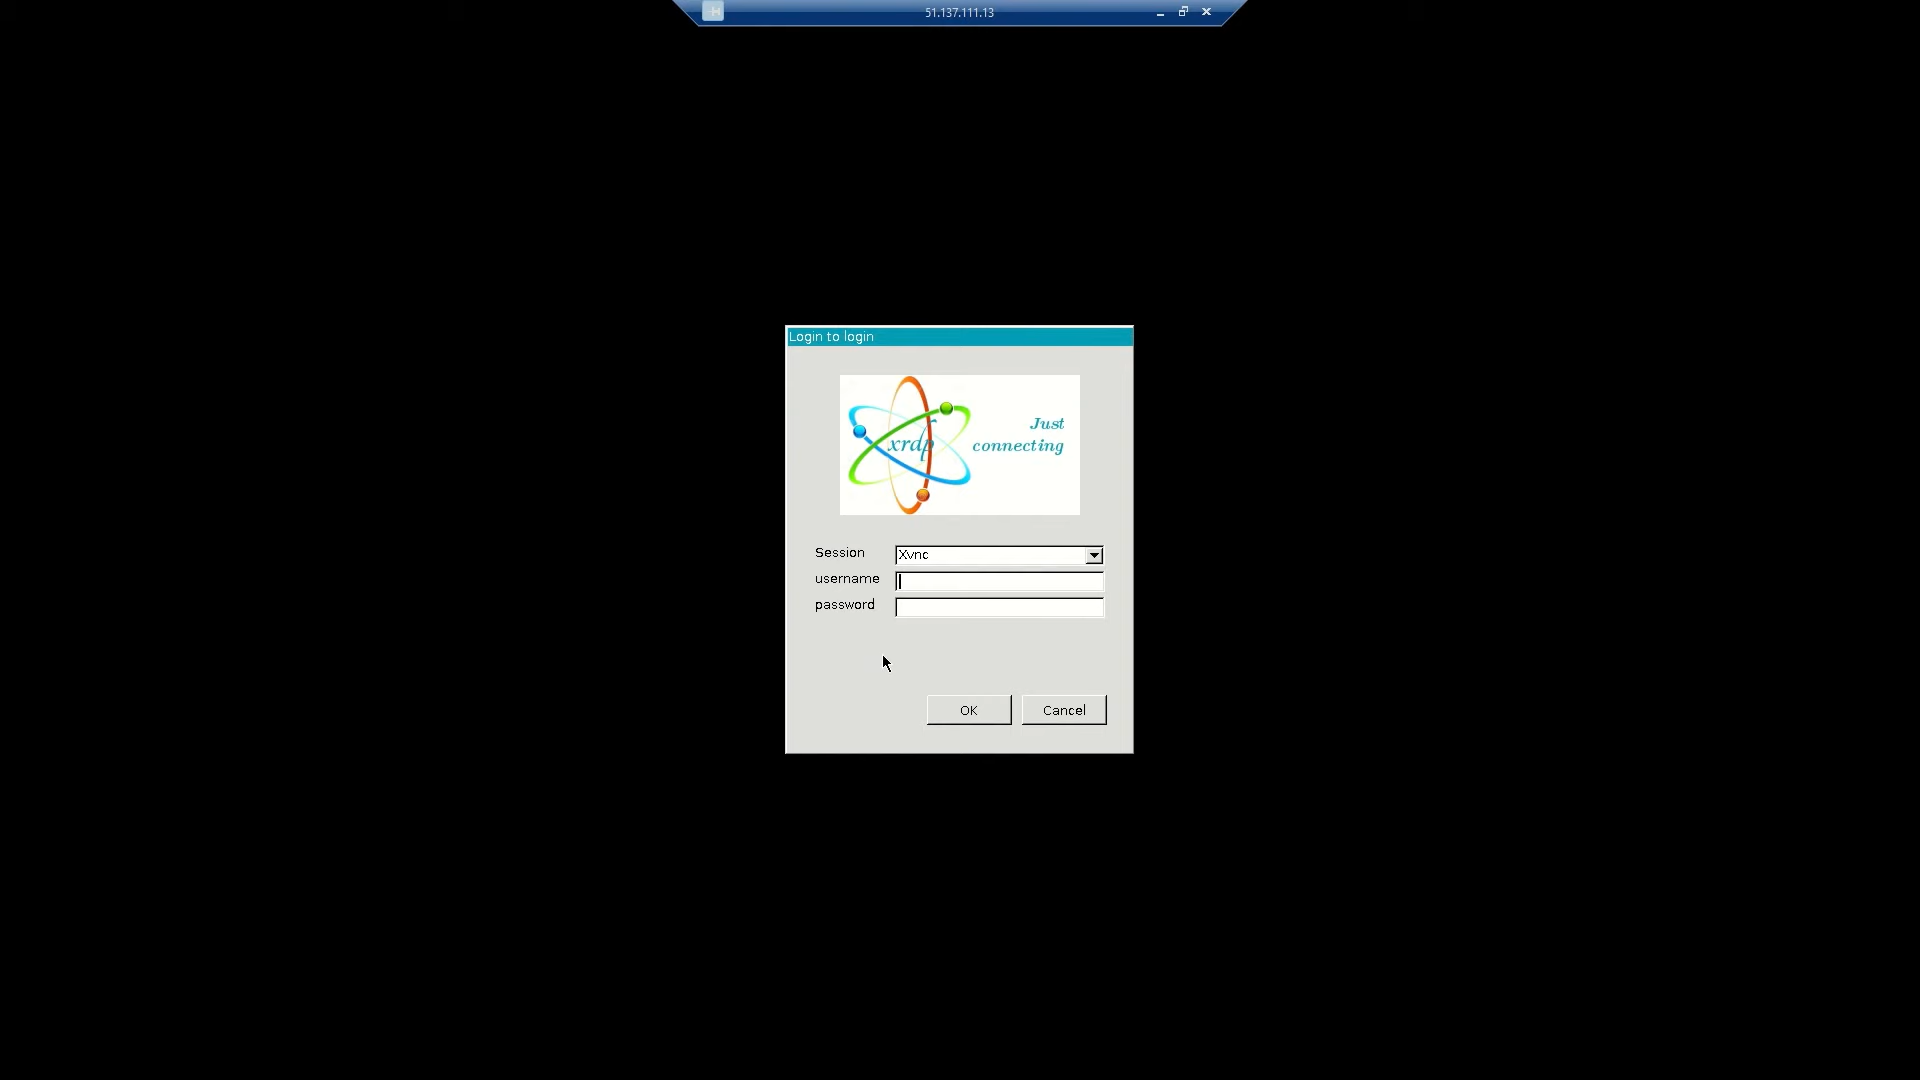 51.137.111.13
Login to login
xrdp
Just
connecting
Session
Xvnc
username
password
OK
Cancel